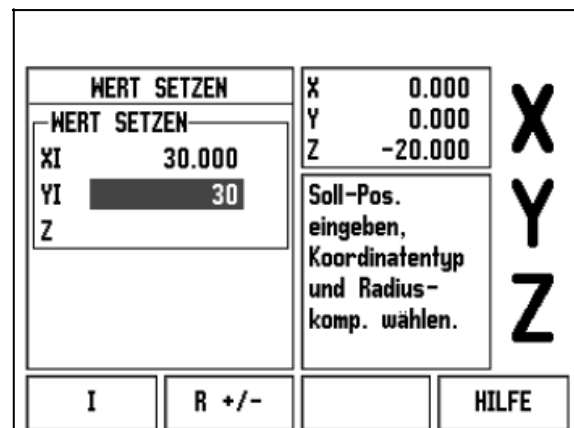 WERT SETZEN
WERT SETZEN
XI 30.000
YI 30
Z
X 0.000
Y 0.000
Z -20.000
Soll-Pos.
eingeben,
Koordinatentyp
und Radius-
komp. wählen.
X
Y
Z
I
R +/-
HILFE